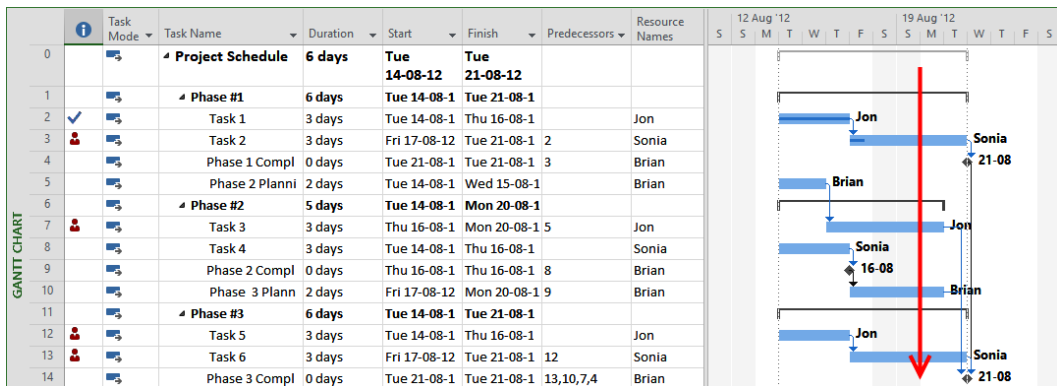 Task Mode Task Name Duration Start Finish Predecessors Resource Names
12 Aug '12 19 Aug '12
S S M T W T F S S M T W T F S
0 Project Schedule 6 days Tue 14-08-12 Tue 21-08-12
1 Phase #1 6 days Tue 14-08-1 Tue 21-08-1
2 Task 1 3 days Tue 14-08-1 Thu 16-08-1 Jon Jon
3 Task 2 3 days Fri 17-08-12 Tue 21-08-1 2 Sonia Sonia
4 Phase 1 Compl 0 days Tue 21-08-1 Tue 21-08-1 3 Brian 21-08
5 Phase 2 Planni 2 days Tue 14-08-1 Wed 15-08-1 Brian Brian
6 Phase #2 5 days Tue 14-08-1 Mon 20-08-1
7 Task 3 3 days Thu 16-08-1 Mon 20-08-1 5 Jon Jon
8 Task 4 3 days Tue 14-08-1 Thu 16-08-1 Sonia Sonia
9 Phase 2 Compl 0 days Thu 16-08-1 Thu 16-08-1 8 Brian 16-08
10 Phase 3 Plann 2 days Fri 17-08-12 Mon 20-08-1 9 Brian Brian
11 Phase #3 6 days Tue 14-08-1 Tue 21-08-1
12 Task 5 3 days Tue 14-08-1 Thu 16-08-1 Jon Jon
13 Task 6 3 days Fri 17-08-12 Tue 21-08-1 12 Sonia Sonia
14 Phase 3 Compl 0 days Tue 21-08-1 Tue 21-08-1 13,10,7,4 Brian 21-08
GANTT CHART